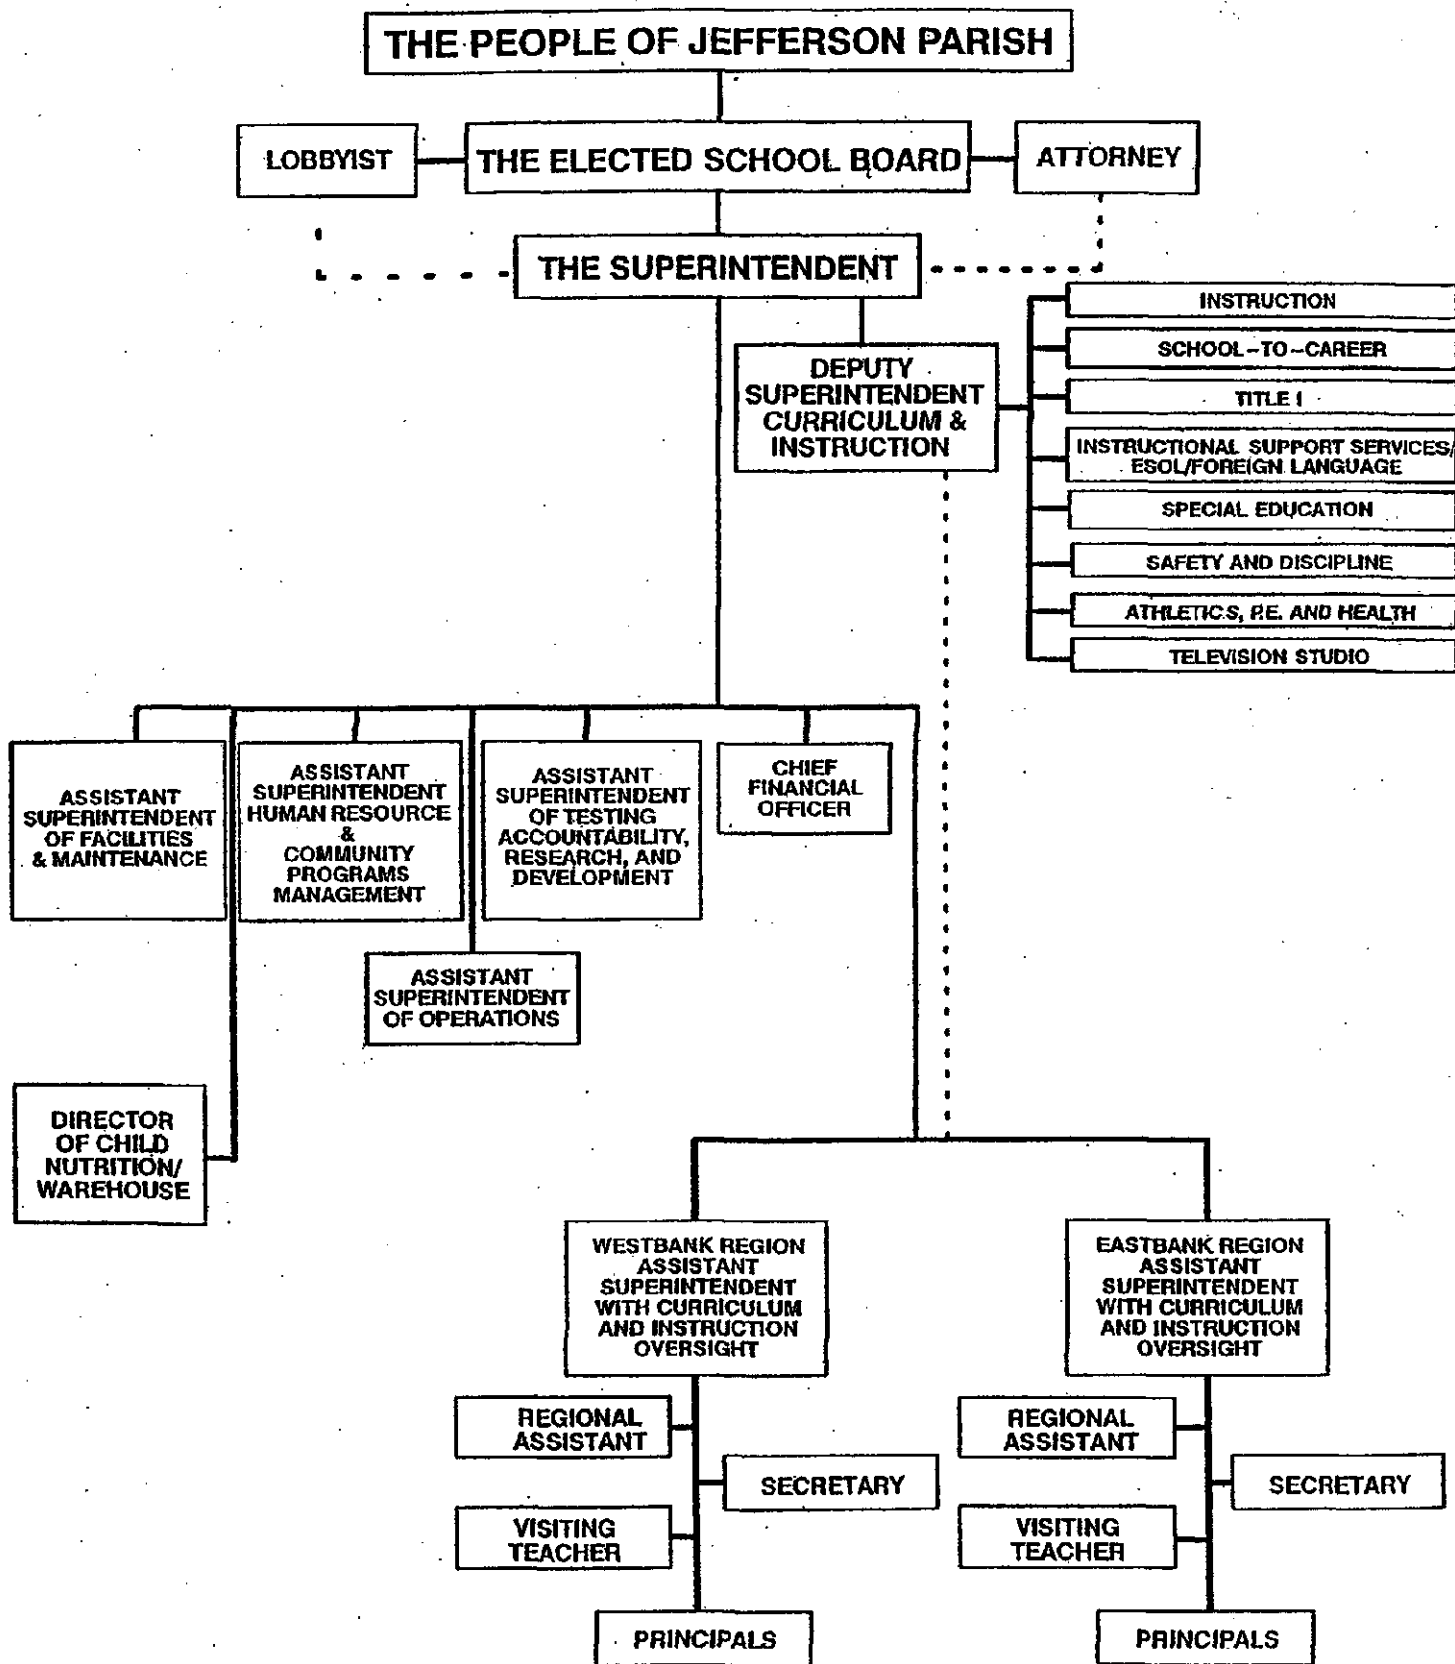 THE PEOPLE OF JEFFERSON PARISH
LOBBYIST
THE ELECTED SCHOOL BOARD
ATTORNEY
THE SUPERINTENDENT
DEPUTY
SUPERINTENDENT
CURRICULUM &
INSTRUCTION
INSTRUCTION
SCHOOL-TO-CAREER
TITLE I
INSTRUCTIONAL SUPPORT SERVICES/
ESOL/FOREIGN LANGUAGE
SPECIAL EDUCATION
SAFETY AND DISCIPLINE
ATHLETICS, P.E. AND HEALTH
TELEVISION STUDIO
ASSISTANT
SUPERINTENDENT
OF FACILITIES
& MAINTENANCE
ASSISTANT
SUPERINTENDENT
HUMAN RESOURCE
&
COMMUNITY
PROGRAMS
MANAGEMENT
ASSISTANT
SUPERINTENDENT
OF TESTING
ACCOUNTABILITY,
RESEARCH, AND
DEVELOPMENT
CHIEF
FINANCIAL
OFFICER
ASSISTANT
SUPERINTENDENT
OF OPERATIONS
DIRECTOR
OF CHILD
NUTRITION/
WAREHOUSE
WESTBANK REGION
ASSISTANT
SUPERINTENDENT
WITH CURRICULUM
AND INSTRUCTION
OVERSIGHT
EASTBANK REGION
ASSISTANT
SUPERINTENDENT
WITH CURRICULUM
AND INSTRUCTION
OVERSIGHT
REGIONAL
ASSISTANT
SECRETARY
VISITING
TEACHER
PRINCIPALS
REGIONAL
ASSISTANT
SECRETARY
VISITING
TEACHER
PRINCIPALS